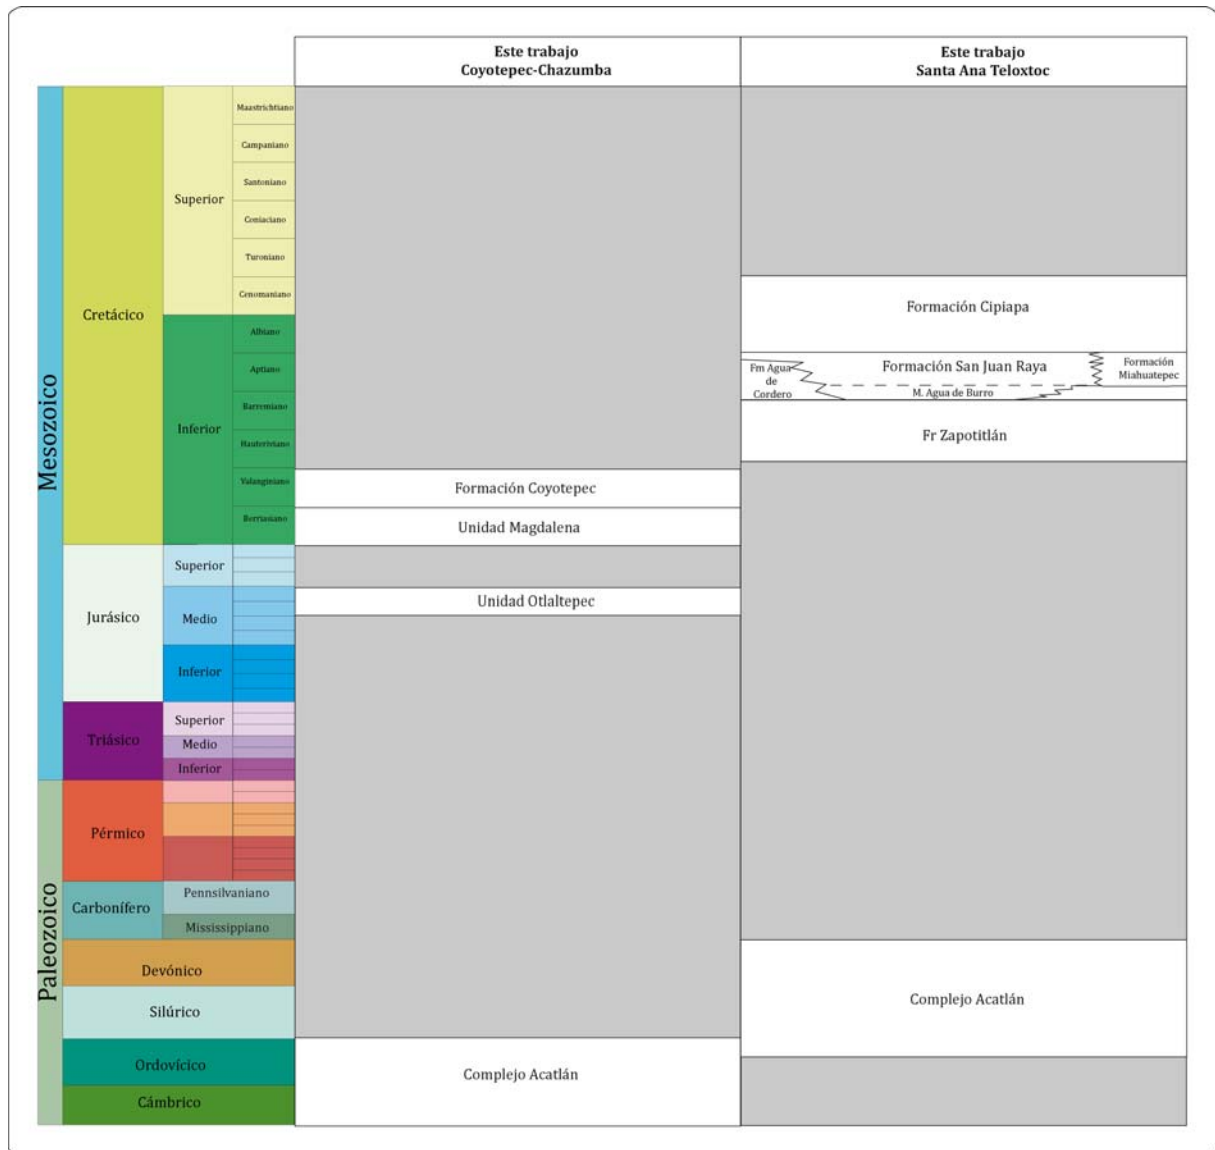 Este trabajo
Coyotepec-Chazumba
Este trabajo
Santa Ana Teloxtoc
Mesozoico
Paleozoico
Cretácico
Superior
Maastrichtiano
Campaniano
Santoniano
Coniaciano
Turoniano
Cenomaniano
Inferior
Albiano
Aptiano
Barremiano
Hauteriviano
Valanginiano
Berriasiano
Jurásico
Superior
Medio
Inferior
Triásico
Superior
Medio
Inferior
Pérmico
Carbonífero
Pennsilvaniano
Mississippiano
Devónico
Silúrico
Ordovícico
Cámbrico
Formación Coyotepec
Unidad Magdalena
Unidad Otlaltepec
Complejo Acatlán
Formación Cipiapa
Fm Agua
de
Cordero
Formación San Juan Raya
M. Agua de Burro
Formación
Miahuatepec
Fr Zapotitlán
Complejo Acatlán